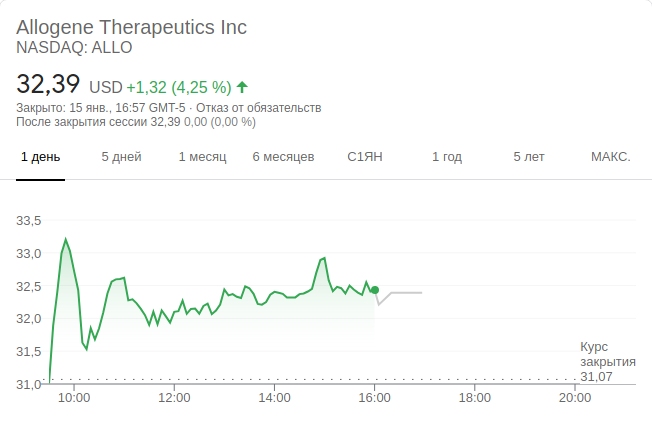 Allogene Therapeutics Inc
NASDAQ: ALLO
32,39 USD +1,32 (4,25 %)
Закрыто: 15 янв., 16:57 GMT-5 · Отказ от обязательств
После закрытия сессии 32,39 0,00 (0,00 %)
1 день 5 дней 1 месяц 6 месяцев С1ЯН 1 год 5 лет МАКС.
33,5
33,0
32,5
32,0
31,5
31,0
Курс
закрытия
31,07
10:00 12:00 14:00 16:00 18:00 20:00